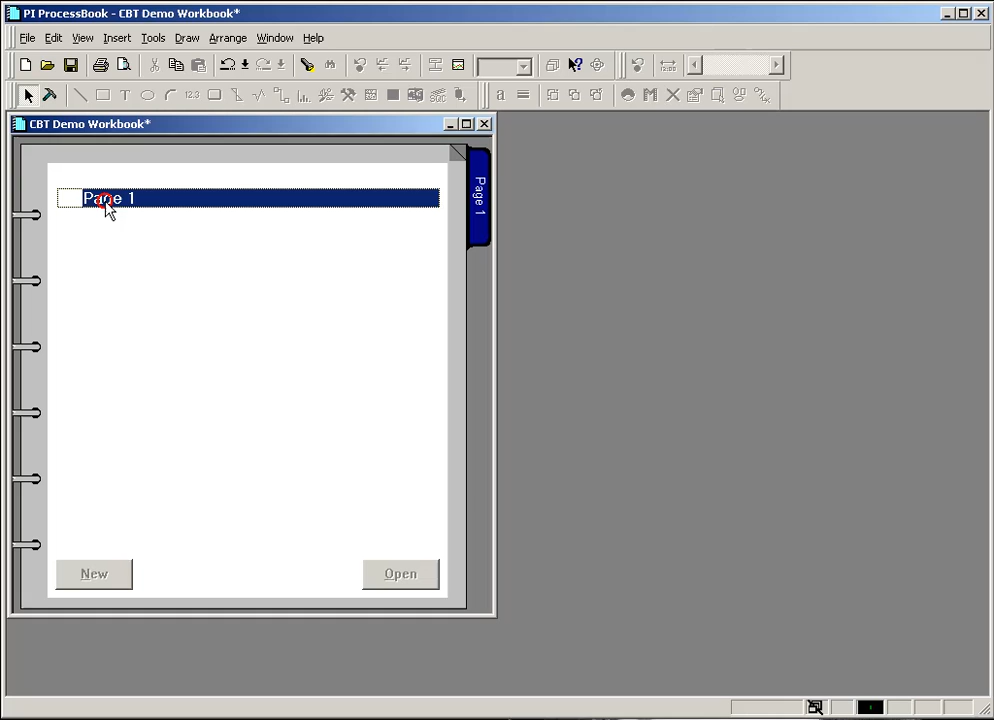 PI ProcessBook - CBT Demo Workbook*
File Edit View Insert Tools Draw Arrange Window Help
CBT Demo Workbook*
Page 1
Page 1
New Open